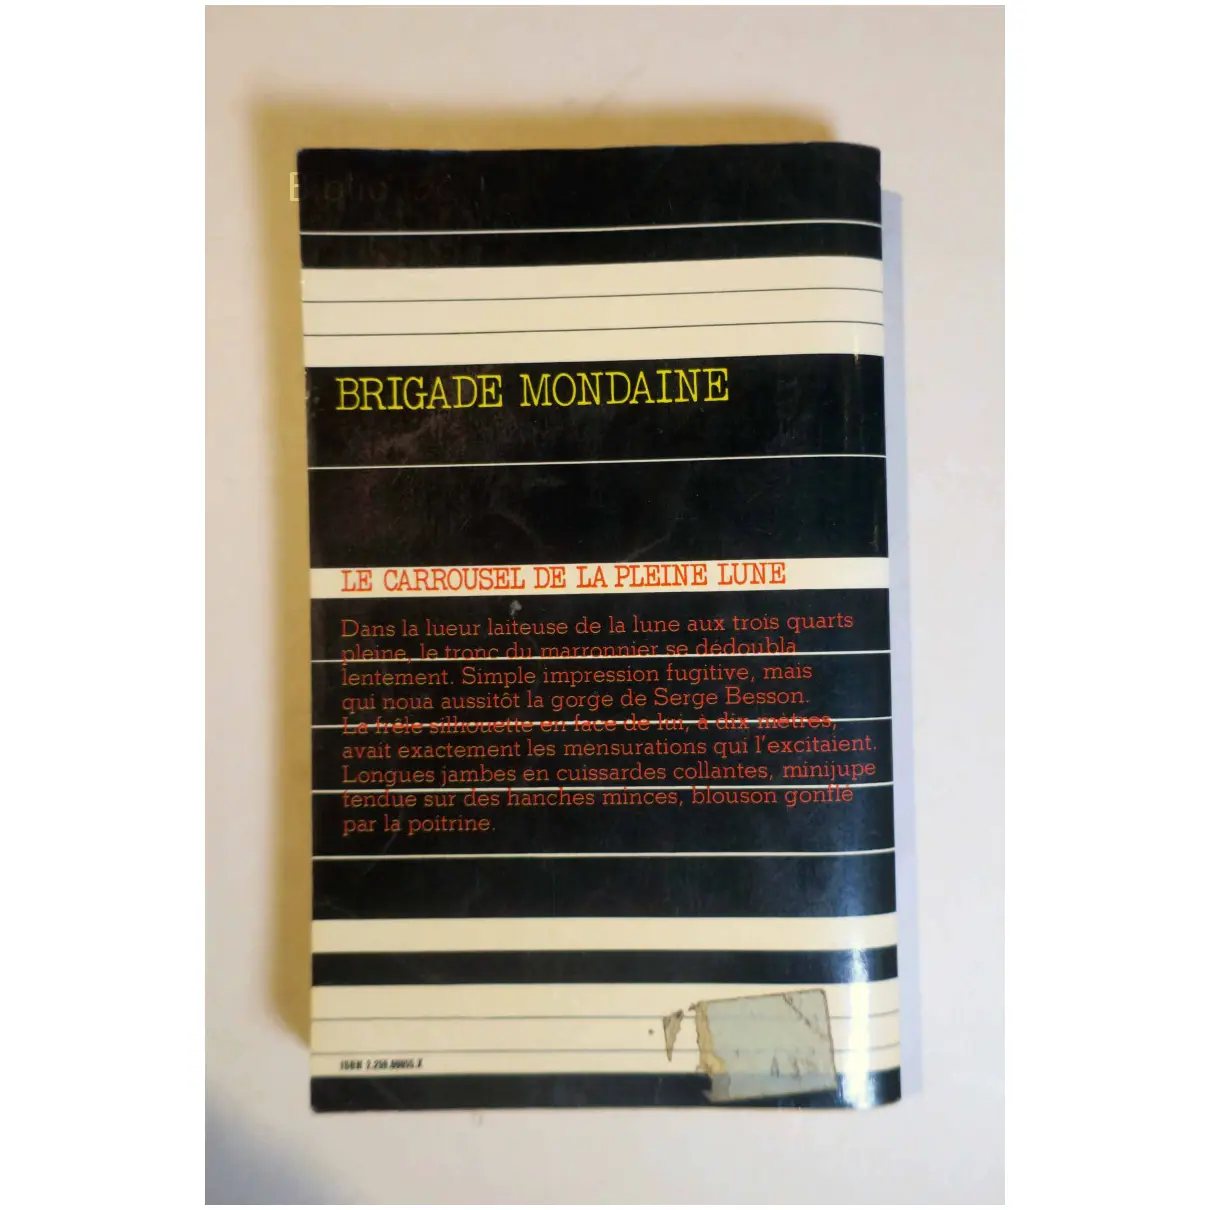 BRIGADE MONDAINE
LE CARROUSEL DE LA PLEINE LUNE
Dans la lueur laiteuse de la lune aux trois quarts
pleine, le tronc du marronnier se dédoubla
lentement. Simple impression fugitive, mais
qui noua aussitôt la gorge de Serge Besson.
La frêle silhouette en face de lui, à dix mètres,
avait exactement les mensurations qui l'excitaient.
Longues jambes en cuissardes collantes, minijupe
tendue sur des hanches minces, blouson gonflé
par la poitrine.
ISBN